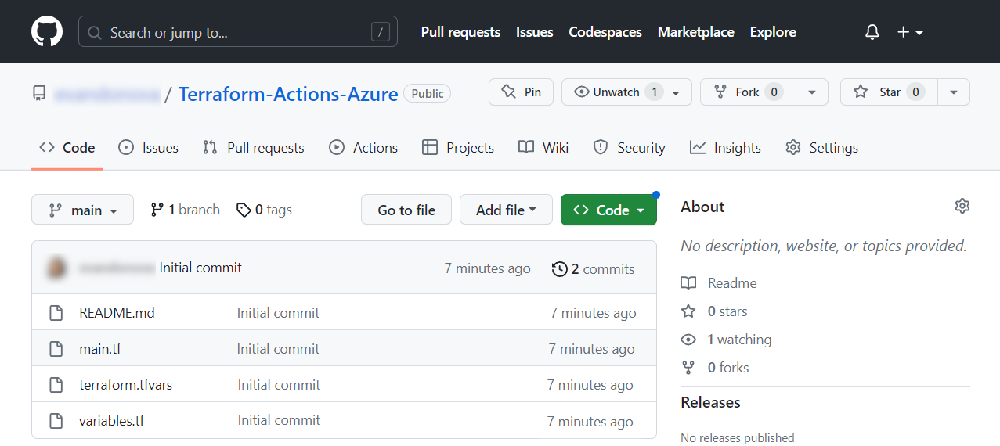 Search or jump to... / Pull requests Issues Codespaces Marketplace Explore
/ Terraform-Actions-Azure Public Pin Unwatch 1 Fork 0 Star 0
Code Issues Pull requests Actions Projects Wiki Security Insights Settings
main 1 branch 0 tags Go to file Add file Code
Initial commit 7 minutes ago 2 commits
README.md Initial commit 7 minutes ago
main.tf Initial commit 7 minutes ago
terraform.tfvars Initial commit 7 minutes ago
variables.tf Initial commit 7 minutes ago
About
No description, website, or topics provided.
Readme
0 stars
1 watching
0 forks
Releases
No releases published